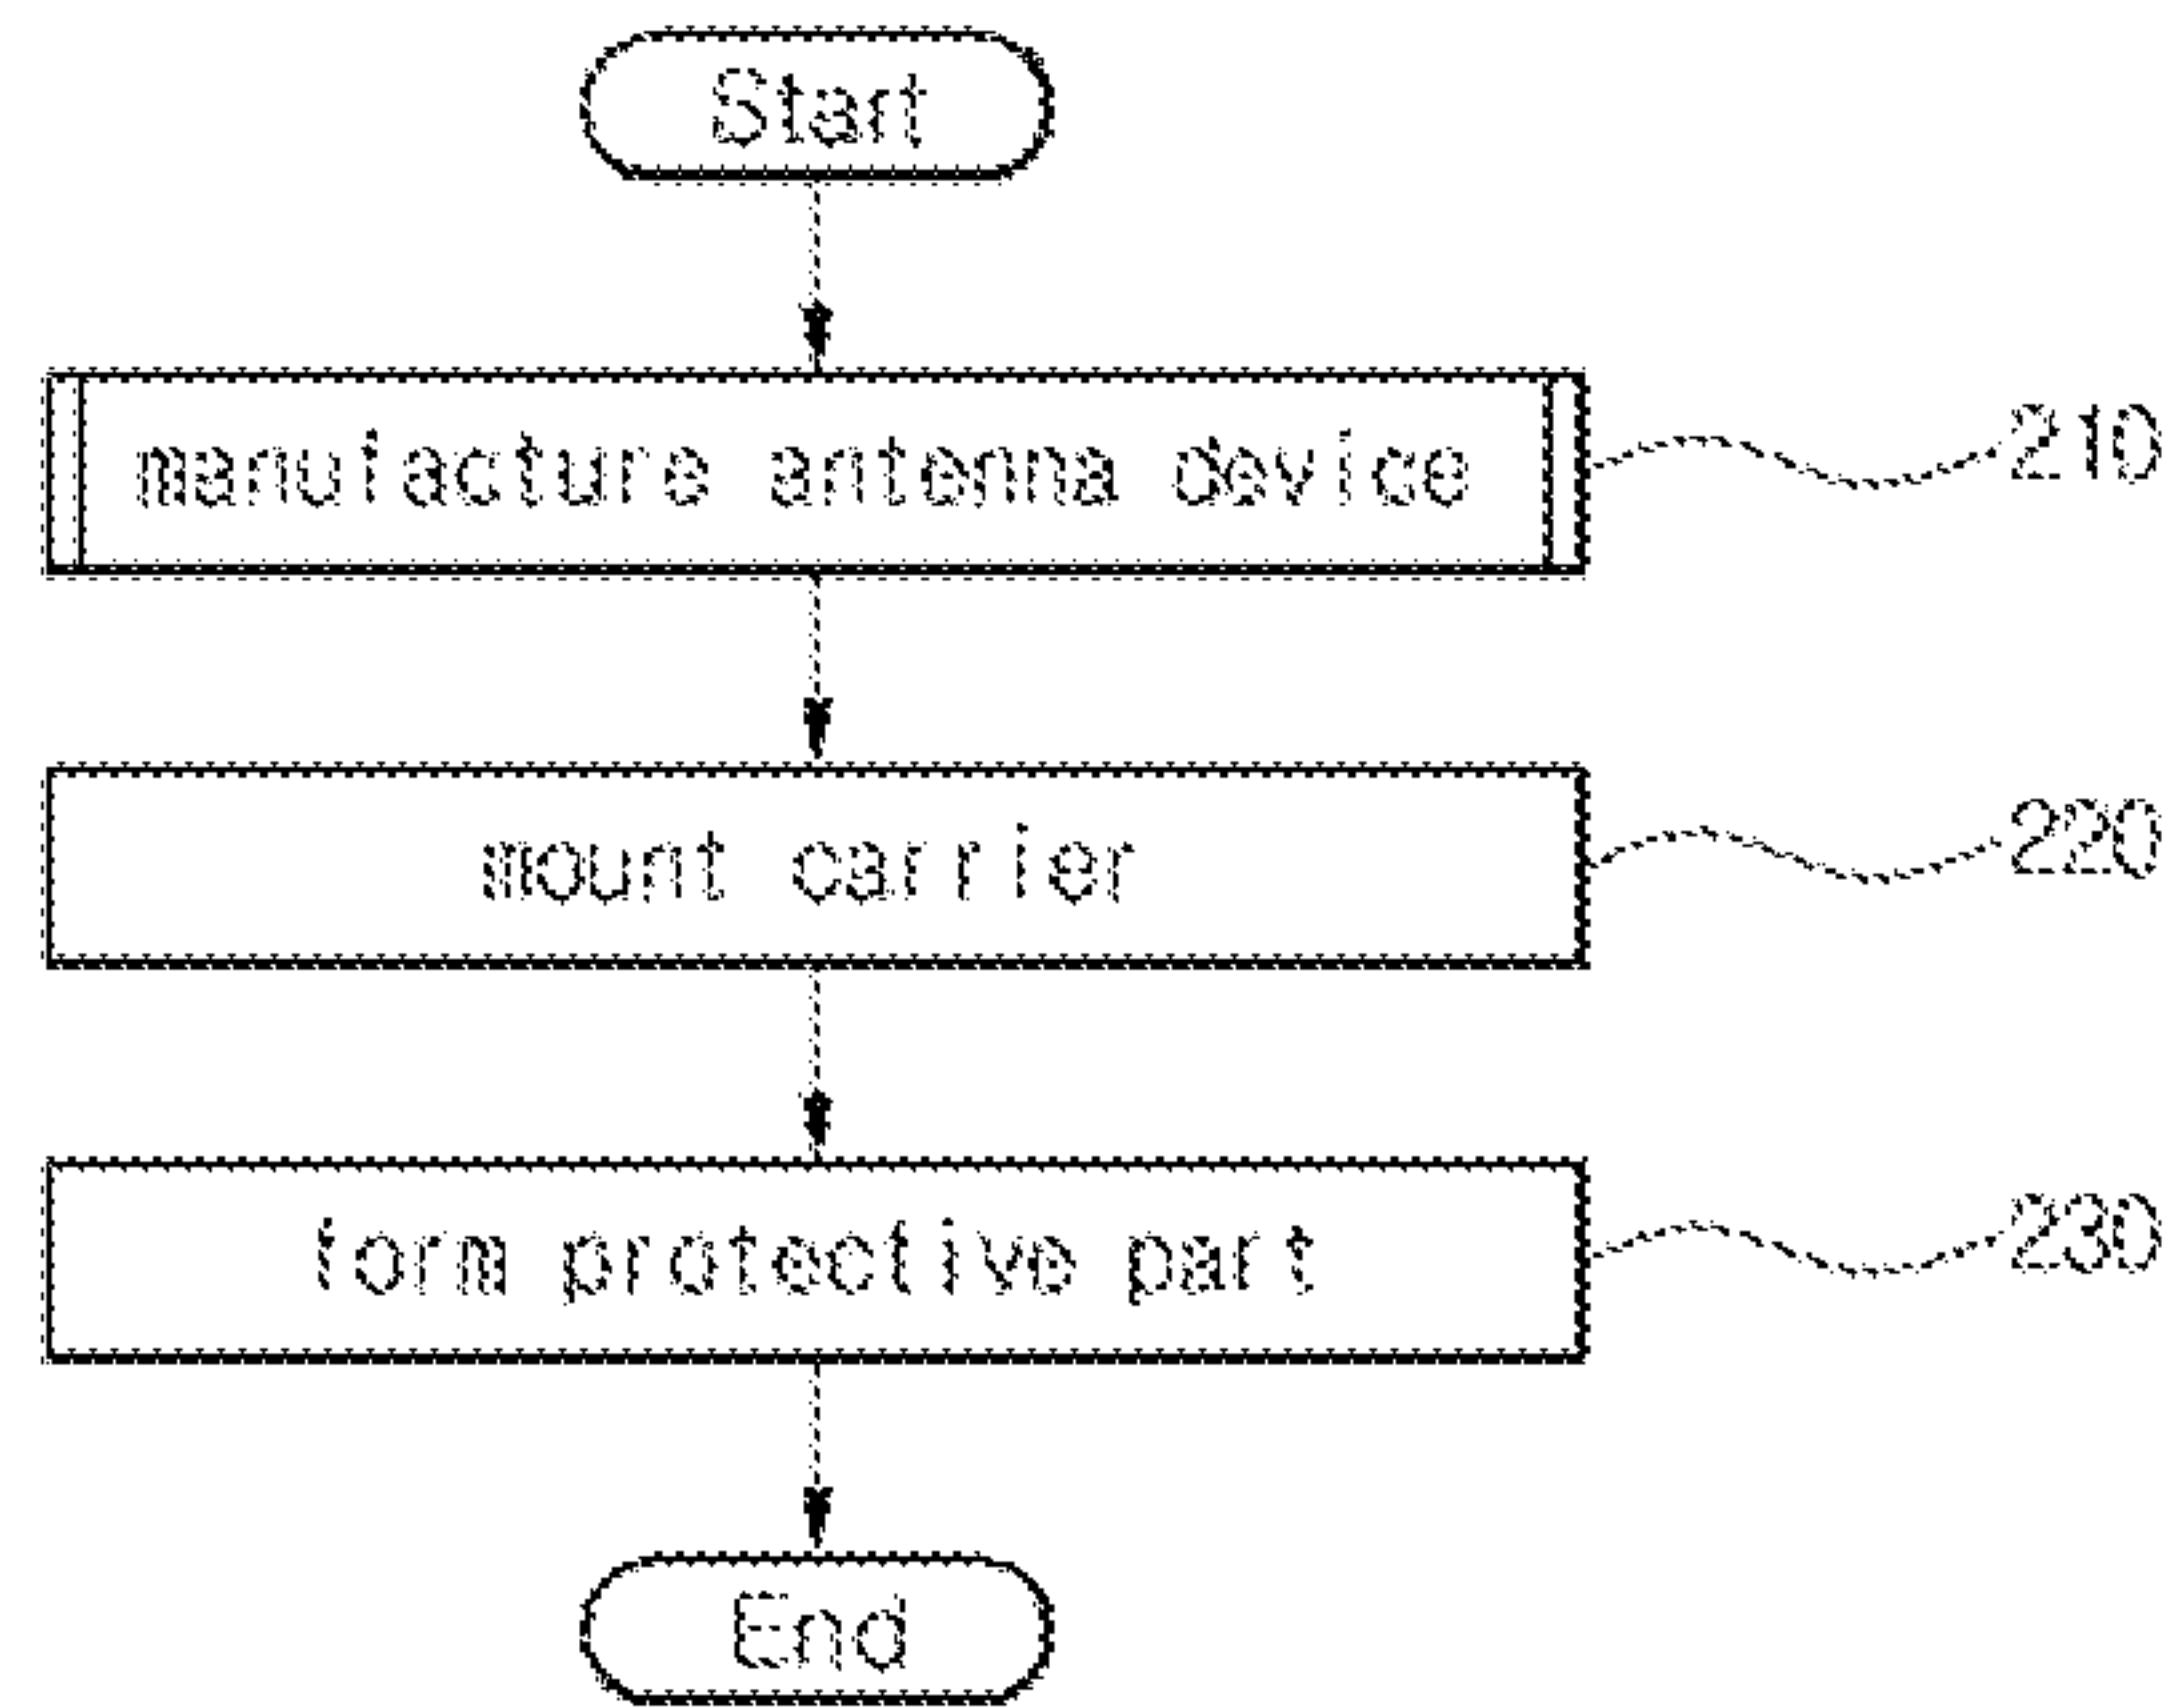 Start
manufacture antenna device
210
mount carrier
220
form protective part
230
End